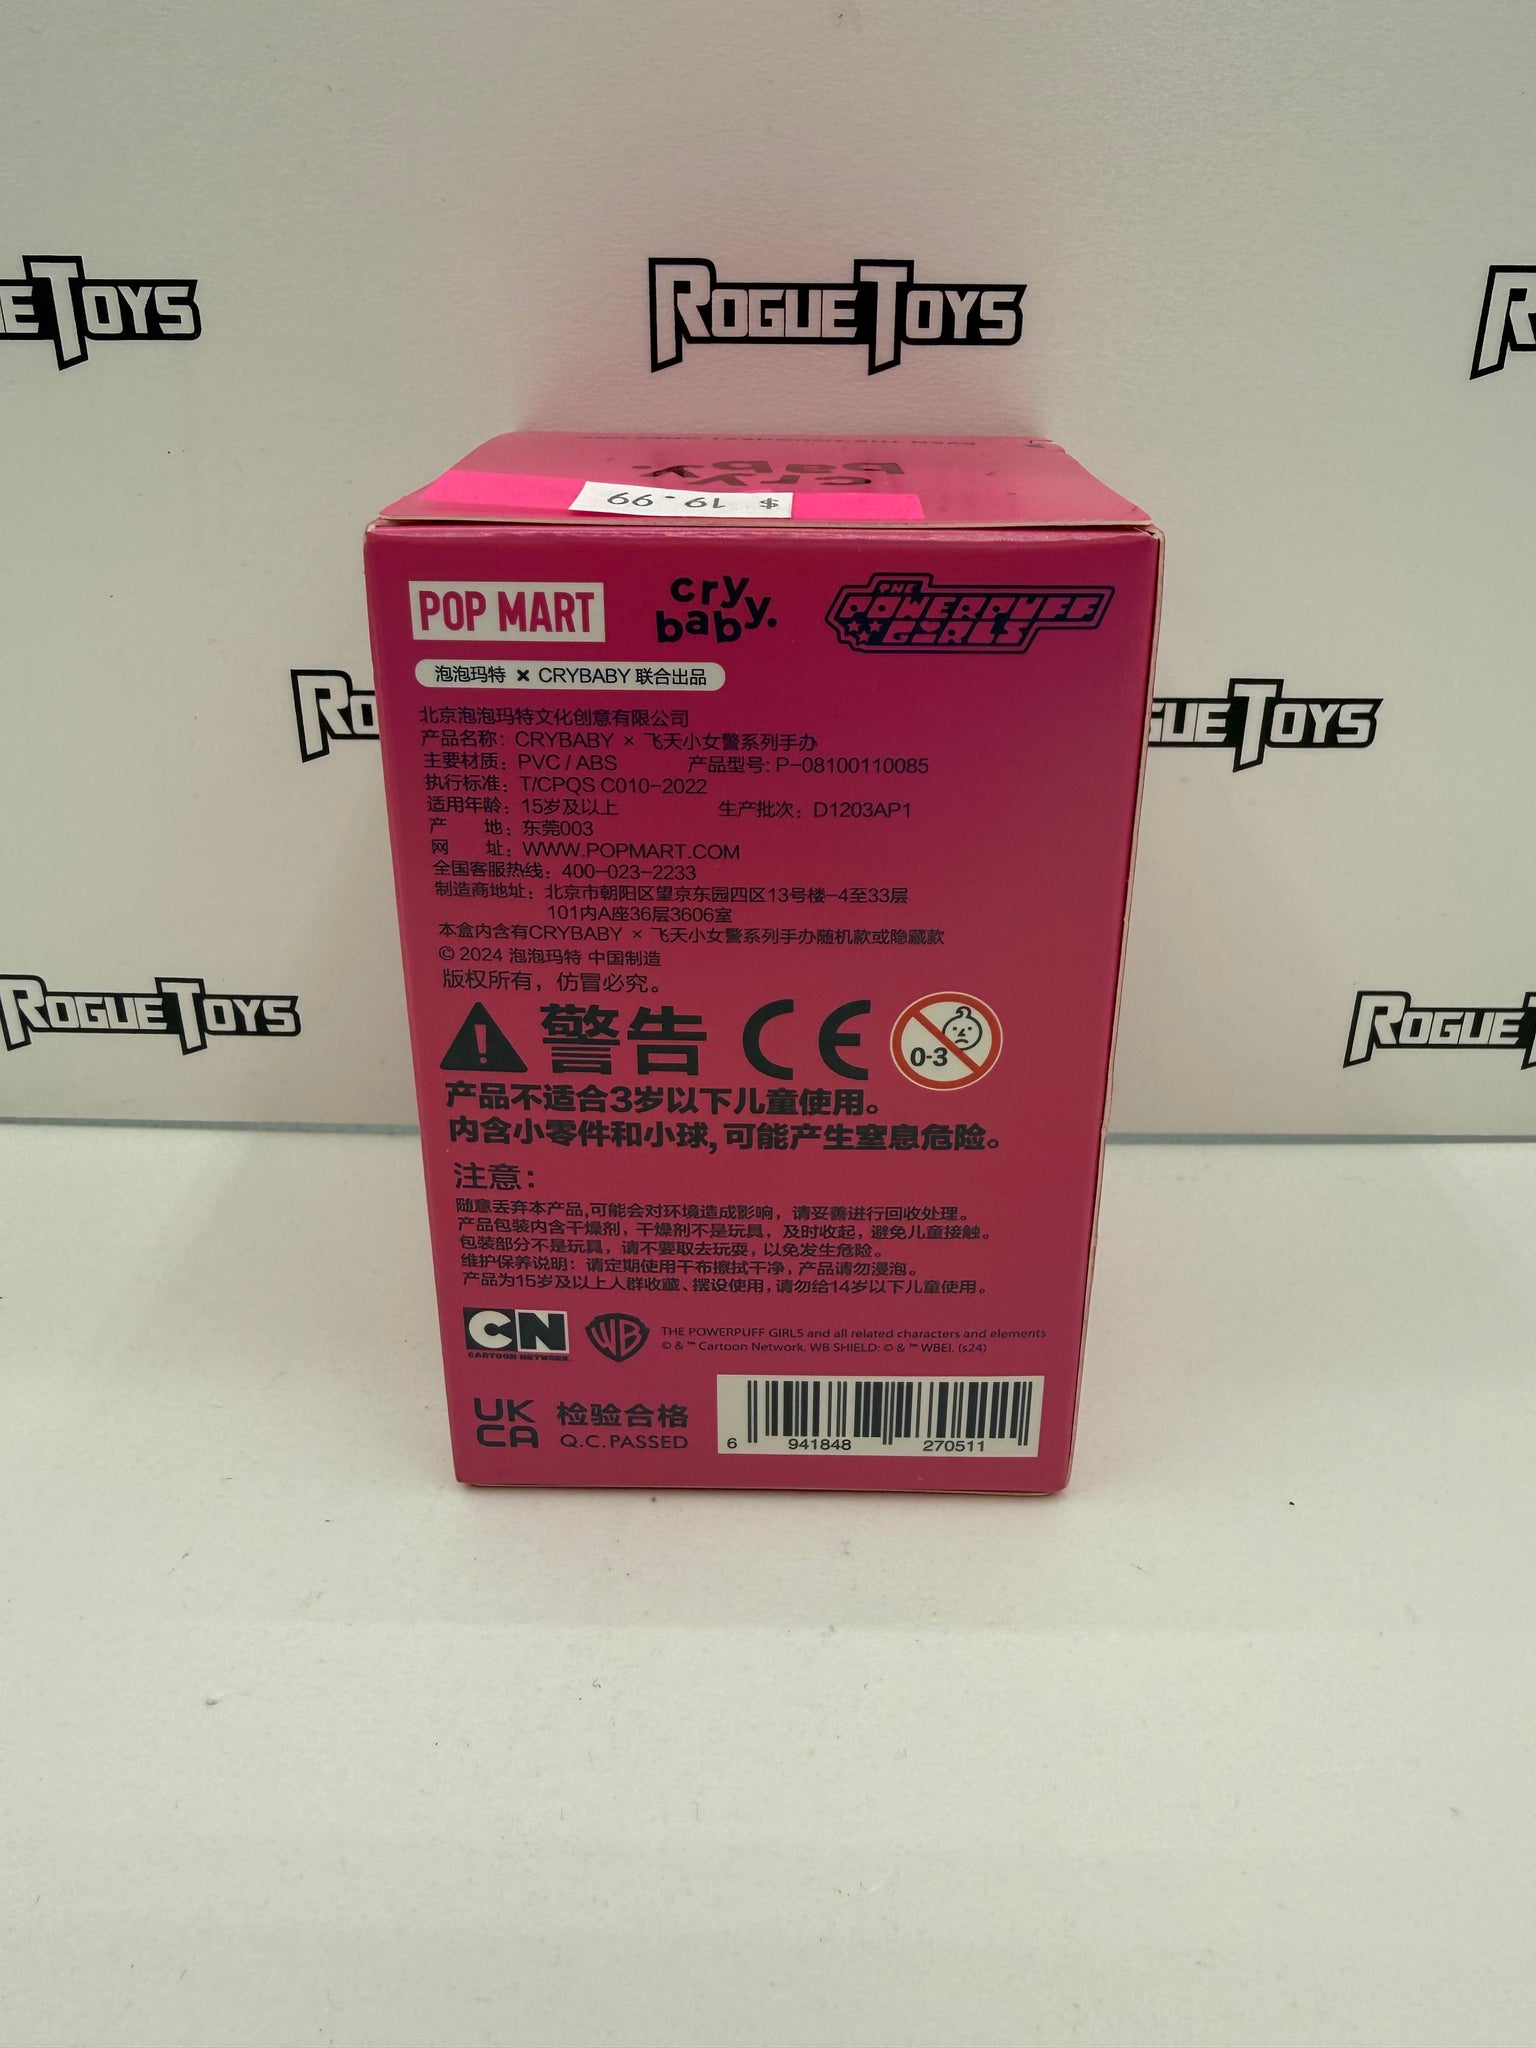 ROGUE TOYS
ROGUE TOYS
cry baby.
$ 19.99
POP MART
cry
baby.
THE
POWERPUFF
GIRLS
泡泡玛特 × CRYBABY 联合出品
北京泡泡玛特文化创意有限公司
产品名称：CRYBABY × 飞天小女警系列手办
主要材质：PVC / ABS 产品型号：P-08100110085
执行标准：T/CPQS C010-2022
适用年龄：15岁及以上 生产批次：D1203AP1
产 地：东莞003
网 址：WWW.POPMART.COM
全国客服热线：400-023-2233
制造商地址：北京市朝阳区望京东园四区13号楼-4至33层
101内A座36层3606室
本盒内含有CRYBABY × 飞天小女警系列手办随机款或隐藏款
© 2024 泡泡玛特 中国制造
版权所有，仿冒必究。
警告 CE
0-3
产品不适合3岁以下儿童使用。
内含小零件和小球，可能产生窒息危险。
注意：
随意丢弃本产品，可能会对环境造成影响，请妥善进行回收处理。
产品包装内含干燥剂，干燥剂不是玩具，及时收起，避免儿童接触。
包装部分不是玩具，请不要取去玩耍，以免发生危险。
维护保养说明：请定期使用干布擦拭干净，产品请勿浸泡。
产品为15岁及以上人群收藏、摆设使用，请勿给14岁以下儿童使用。
CN
CARTOON NETWORK.
WB
THE POWERPUFF GIRLS and all related characters and elements
© & ™ Cartoon Network. WB SHIELD: © & ™ WBEI. (s24)
UK
CA
检验合格
Q.C.PASSED
6 941848 270511
E TOYS
R
RO
GUE TOYS
ROGUE TOYS
ROGUE